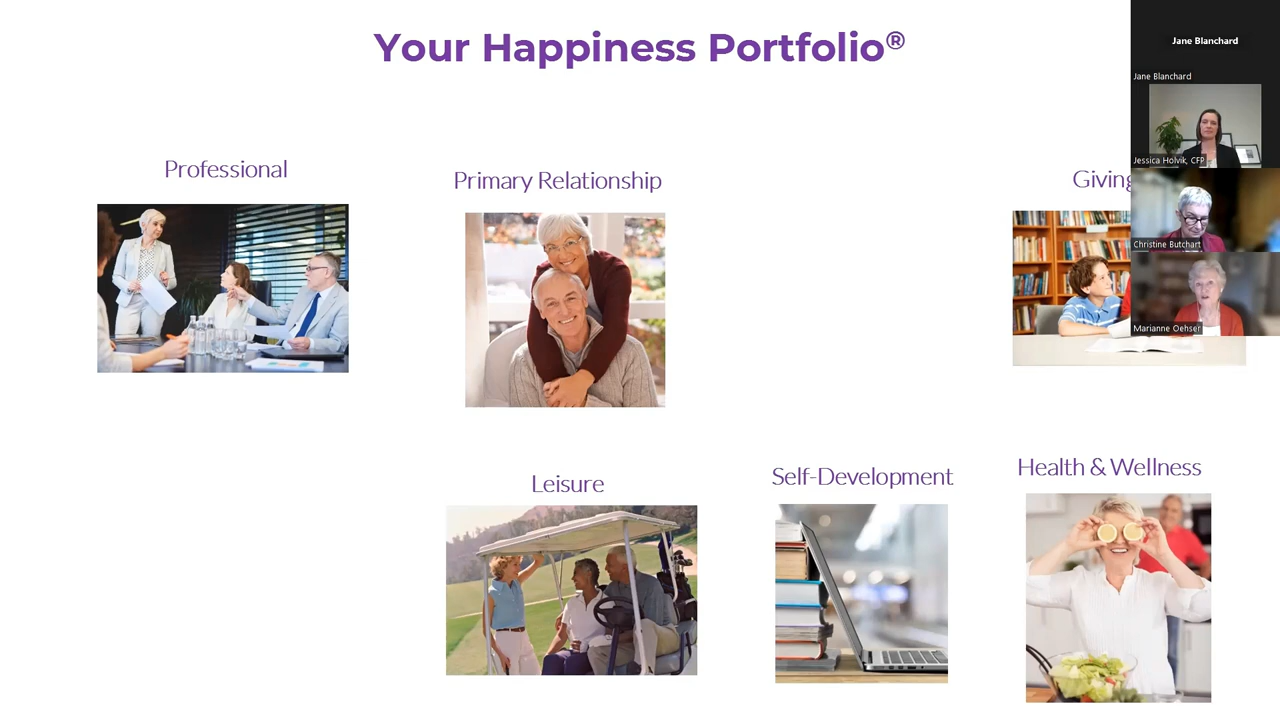 Your Happiness Portfolio®
Jane Blanchard
Jane Blanchard
Jessica Holvik, CFP
Christine Butchart
Marianne Oehser
Professional
Primary Relationship
Giving
Leisure
Self-Development
Health & Wellness